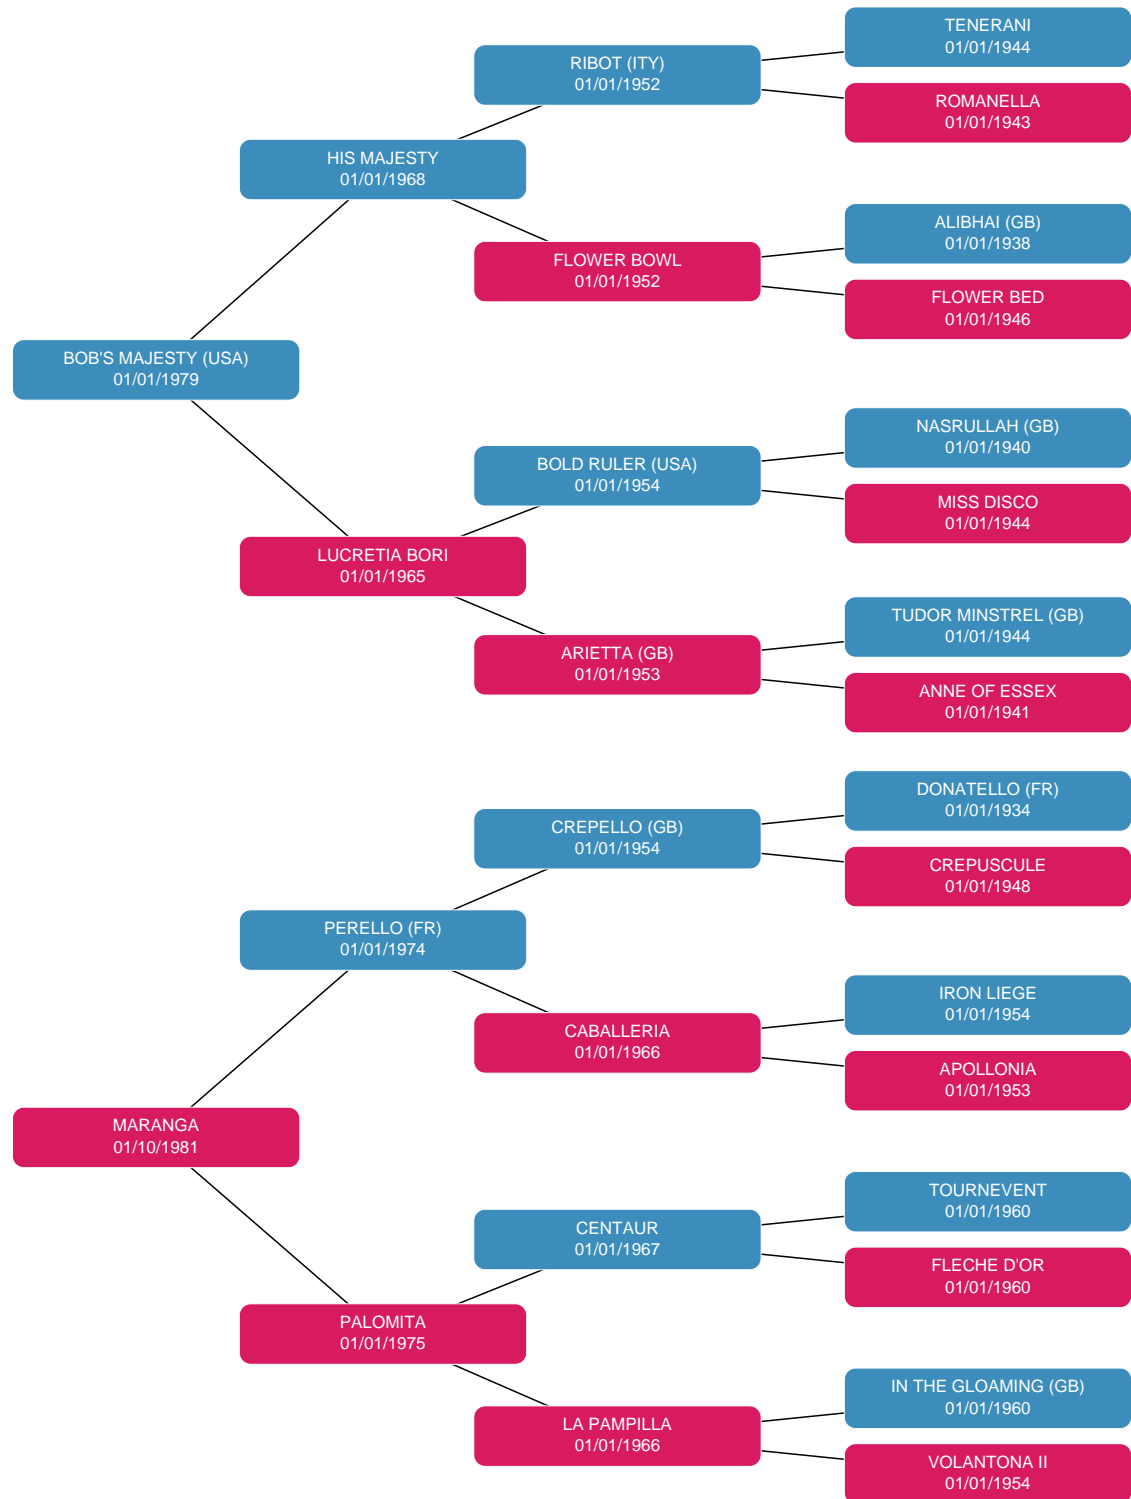 TENERANI
01/01/1944
RIBOT (ITY)
01/01/1952
ROMANELLA
01/01/1943
HIS MAJESTY
01/01/1968
ALIBHAI (GB)
01/01/1938
FLOWER BOWL
01/01/1952
FLOWER BED
01/01/1946
BOB'S MAJESTY (USA)
01/01/1979
NASRULLAH (GB)
01/01/1940
BOLD RULER (USA)
01/01/1954
MISS DISCO
01/01/1944
LUCRETIA BORI
01/01/1965
TUDOR MINSTREL (GB)
01/01/1944
ARIETTA (GB)
01/01/1953
ANNE OF ESSEX
01/01/1941
DONATELLO (FR)
01/01/1934
CREPELLO (GB)
01/01/1954
CREPUSCULE
01/01/1948
PERELLO (FR)
01/01/1974
IRON LIEGE
01/01/1954
CABALLERIA
01/01/1966
APOLLONIA
01/01/1953
MARANGA
01/10/1981
TOURNEVENT
01/01/1960
CENTAUR
01/01/1967
FLECHE D'OR
01/01/1960
PALOMITA
01/01/1975
IN THE GLOAMING (GB)
01/01/1960
LA PAMPILLA
01/01/1966
VOLANTONA II
01/01/1954